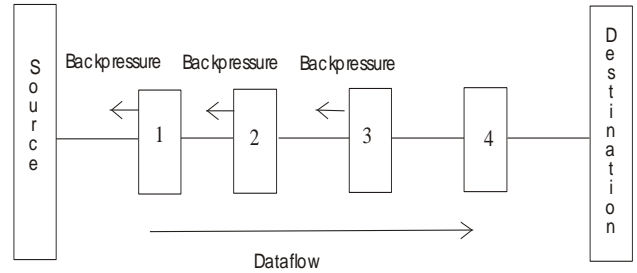 Source
Backpressure Backpressure Backpressure
1 2 3 4
Destination
Dataflow